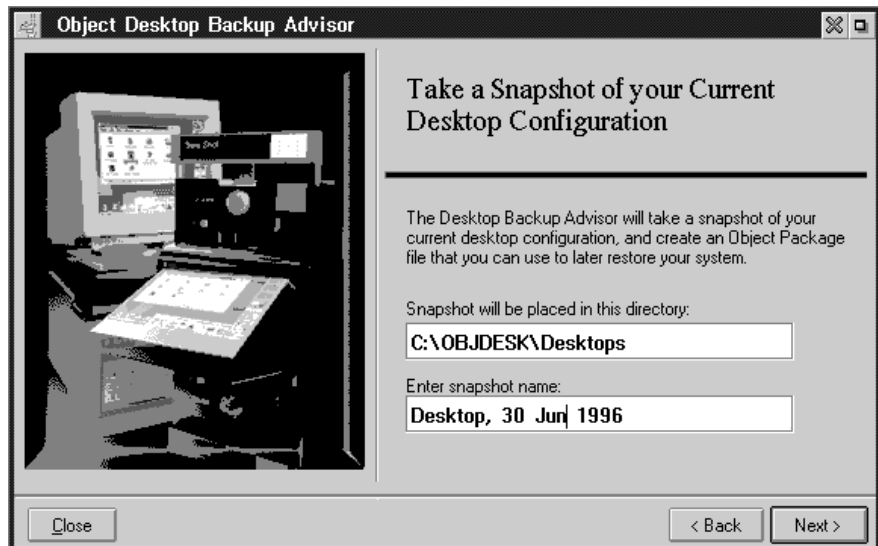 Object Desktop Backup Advisor
Take a Snapshot of your Current
Desktop Configuration
The Desktop Backup Advisor will take a snapshot of your
current desktop configuration, and create an Object Package
file that you can use to later restore your system.
Snapshot will be placed in this directory:
C:\OBJDESK\Desktops
Enter snapshot name:
Desktop, 30 Jun 1996
Close
< Back
Next >